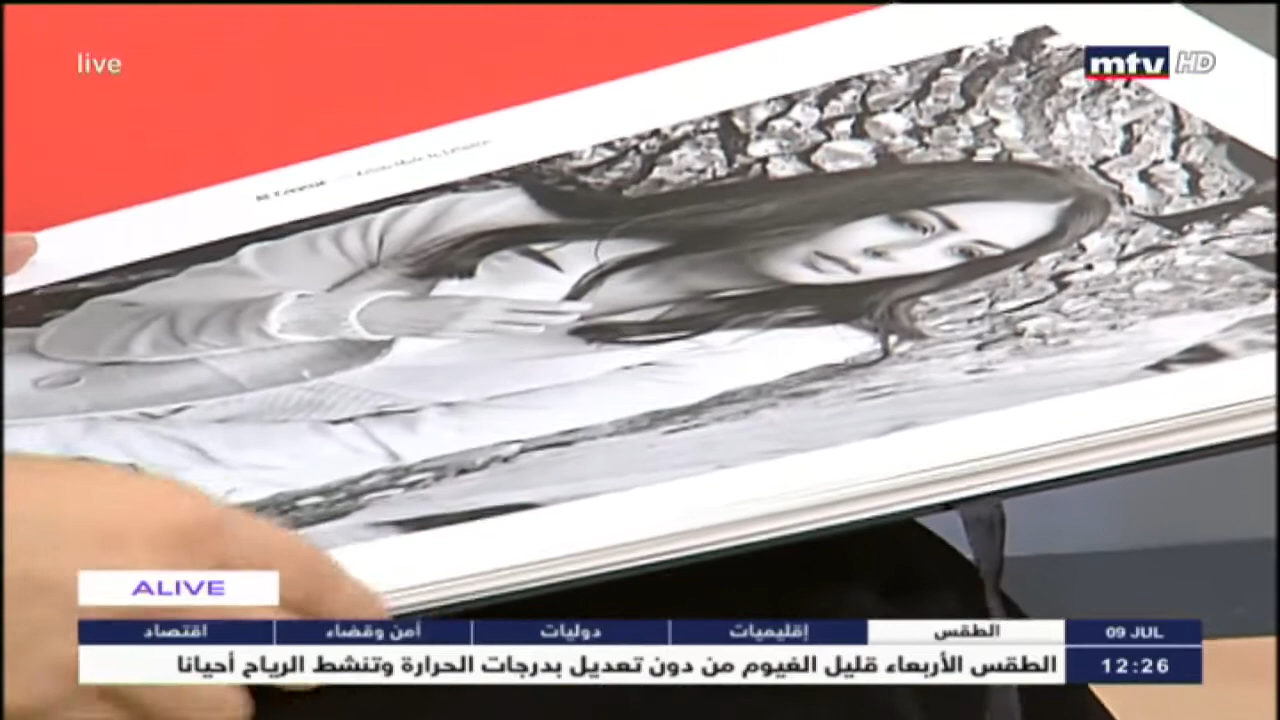 live
mtv HD
ALIVE
09 JUL
الطقس
إقليميات
دوليات
أمن وقضاء
اقتصاد
12:26
الطقس الأربعاء قليل الغيوم من دون تعديل بدرجات الحرارة وتنشط الرياح أحيانا